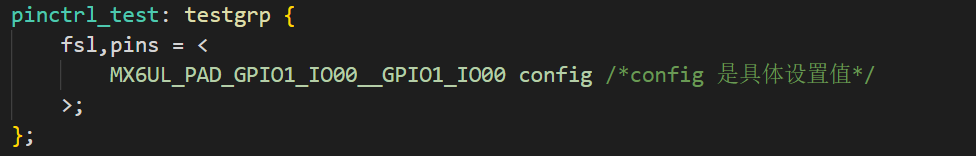 pinctrl_test: testgrp {
    fsl,pins = <
        MX6UL_PAD_GPIO1_IO00__GPIO1_IO00 config /*config 是具体设置值*/
    >;
};